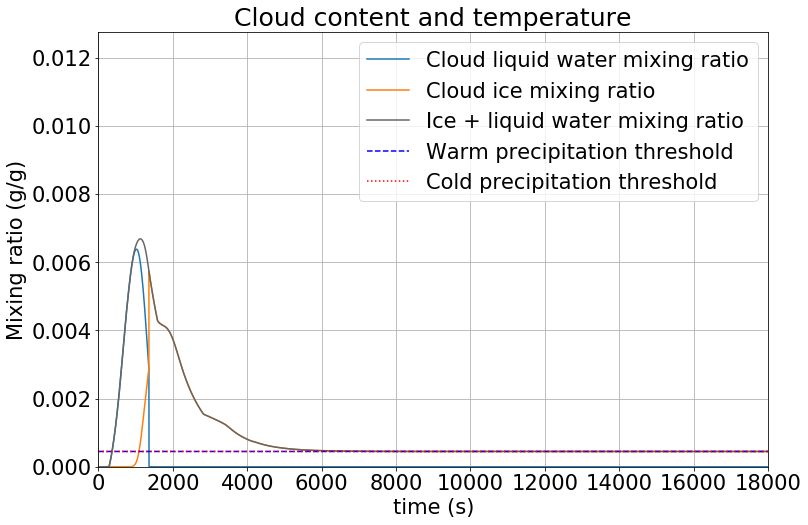 Cloud content and temperature
Mixing ratio (g/g)
0.012
0.010
0.008
0.006
0.004
0.002
0.000
Cloud liquid water mixing ratio
Cloud ice mixing ratio
Ice + liquid water mixing ratio
Warm precipitation threshold
Cold precipitation threshold
0 2000 4000 6000 8000 10000 12000 14000 16000 18000
time (s)